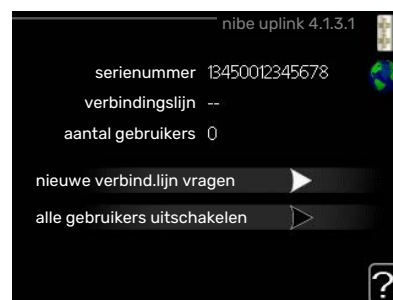 nibe uplink 4.1.3.1
serienummer 13450012345678
verbindingslijn --
aantal gebruikers 0
nieuwe verbind.lijn vragen
alle gebruikers uitschakelen
?